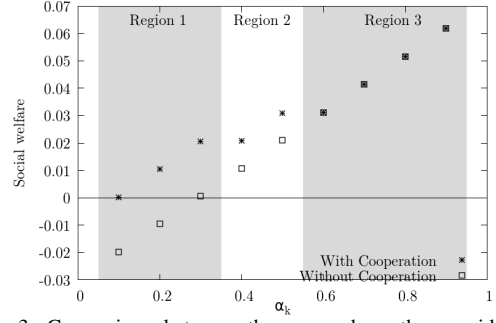 0.07
0.06
0.05
0.04
0.03
0.02
0.01
0
-0.01
-0.02
-0.03
Social welfare
Region 1
Region 2
Region 3
With Cooperation
Without Cooperation
0
0.2
0.4
0.6
0.8
1
αk